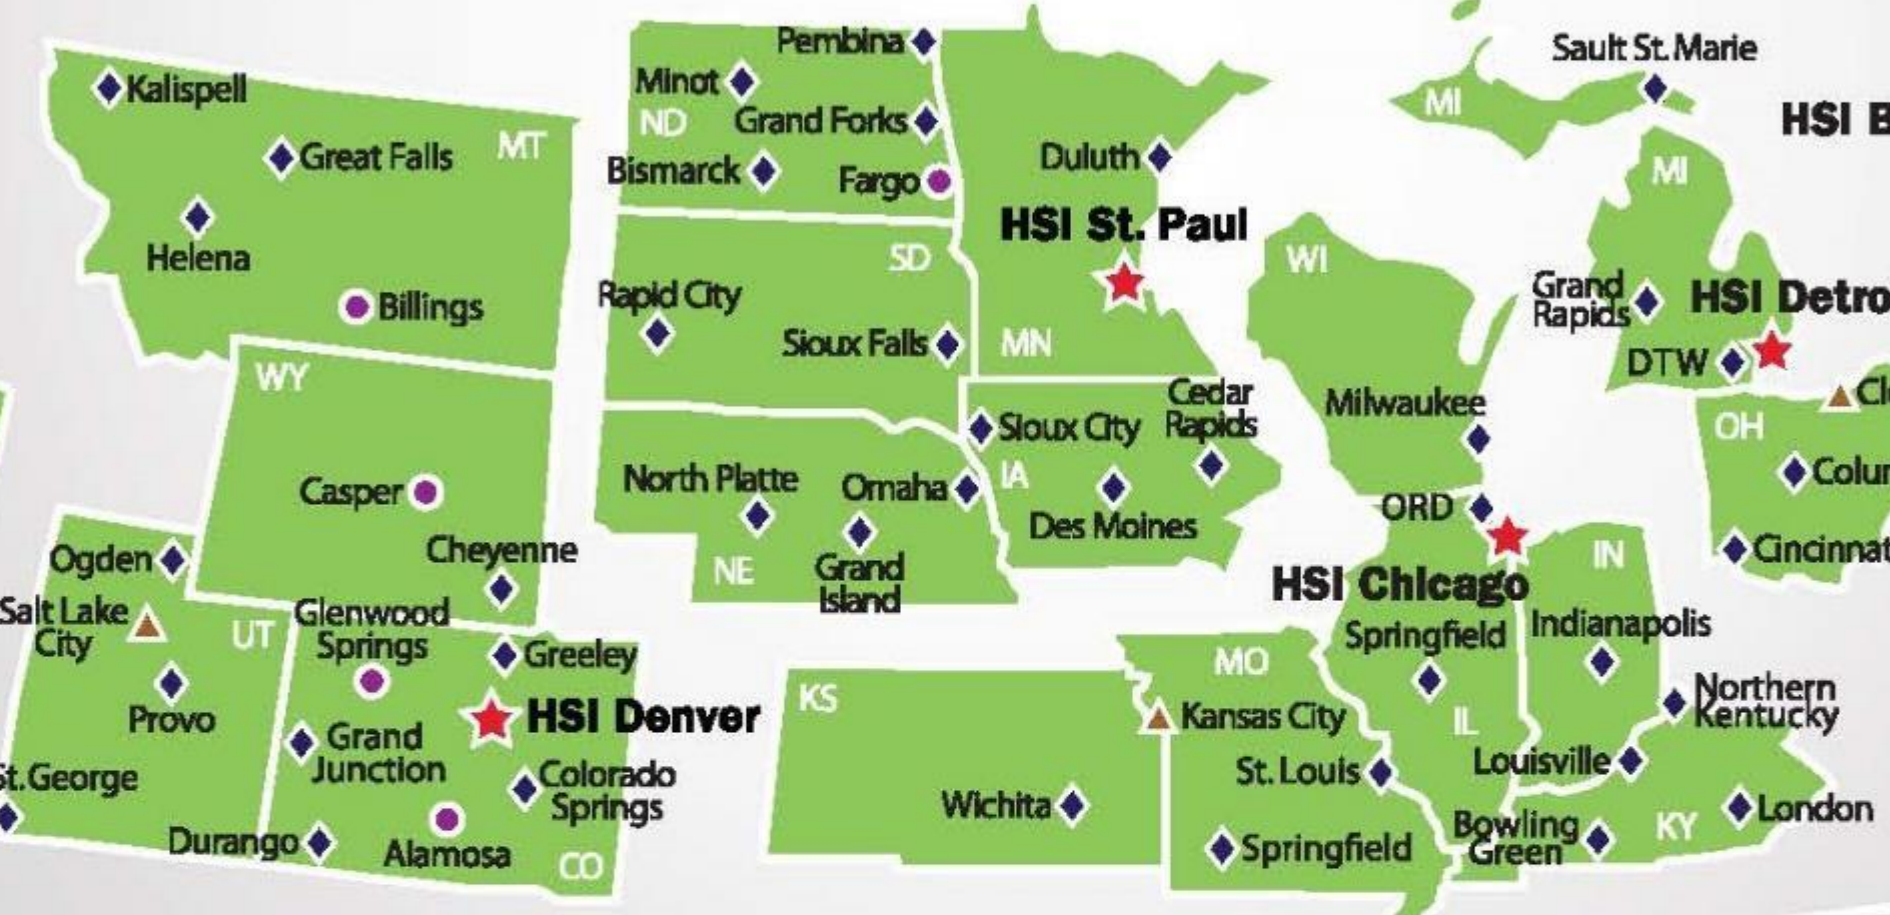 Kalispell
Great Falls
MT
Helena
Billings
WY
Casper
Cheyenne
Ogden
Salt Lake
City
UT
Provo
St. George
Glenwood
Springs
Greeley
HSI Denver
Grand
Junction
Colorado
Springs
Durango
Alamosa
CO
Pembina
Minot
ND
Grand Forks
Bismarck
Fargo
SD
Rapid City
Sioux Falls
North Platte
Omaha
NE
Grand
Island
Duluth
HSI St. Paul
MN
Sioux City
Cedar
Rapids
IA
Des Moines
KS
Wichita
MO
Kansas City
St. Louis
Springfield
WI
Milwaukee
ORD
HSI Chicago
Springfield
IL
IN
Indianapolis
Northern
Kentucky
Louisville
Bowling
Green
KY
London
MI
Sault St. Marie
HSI B
MI
Grand
Rapids
HSI Detro
DTW
Cl
OH
Colu
Cincinnat